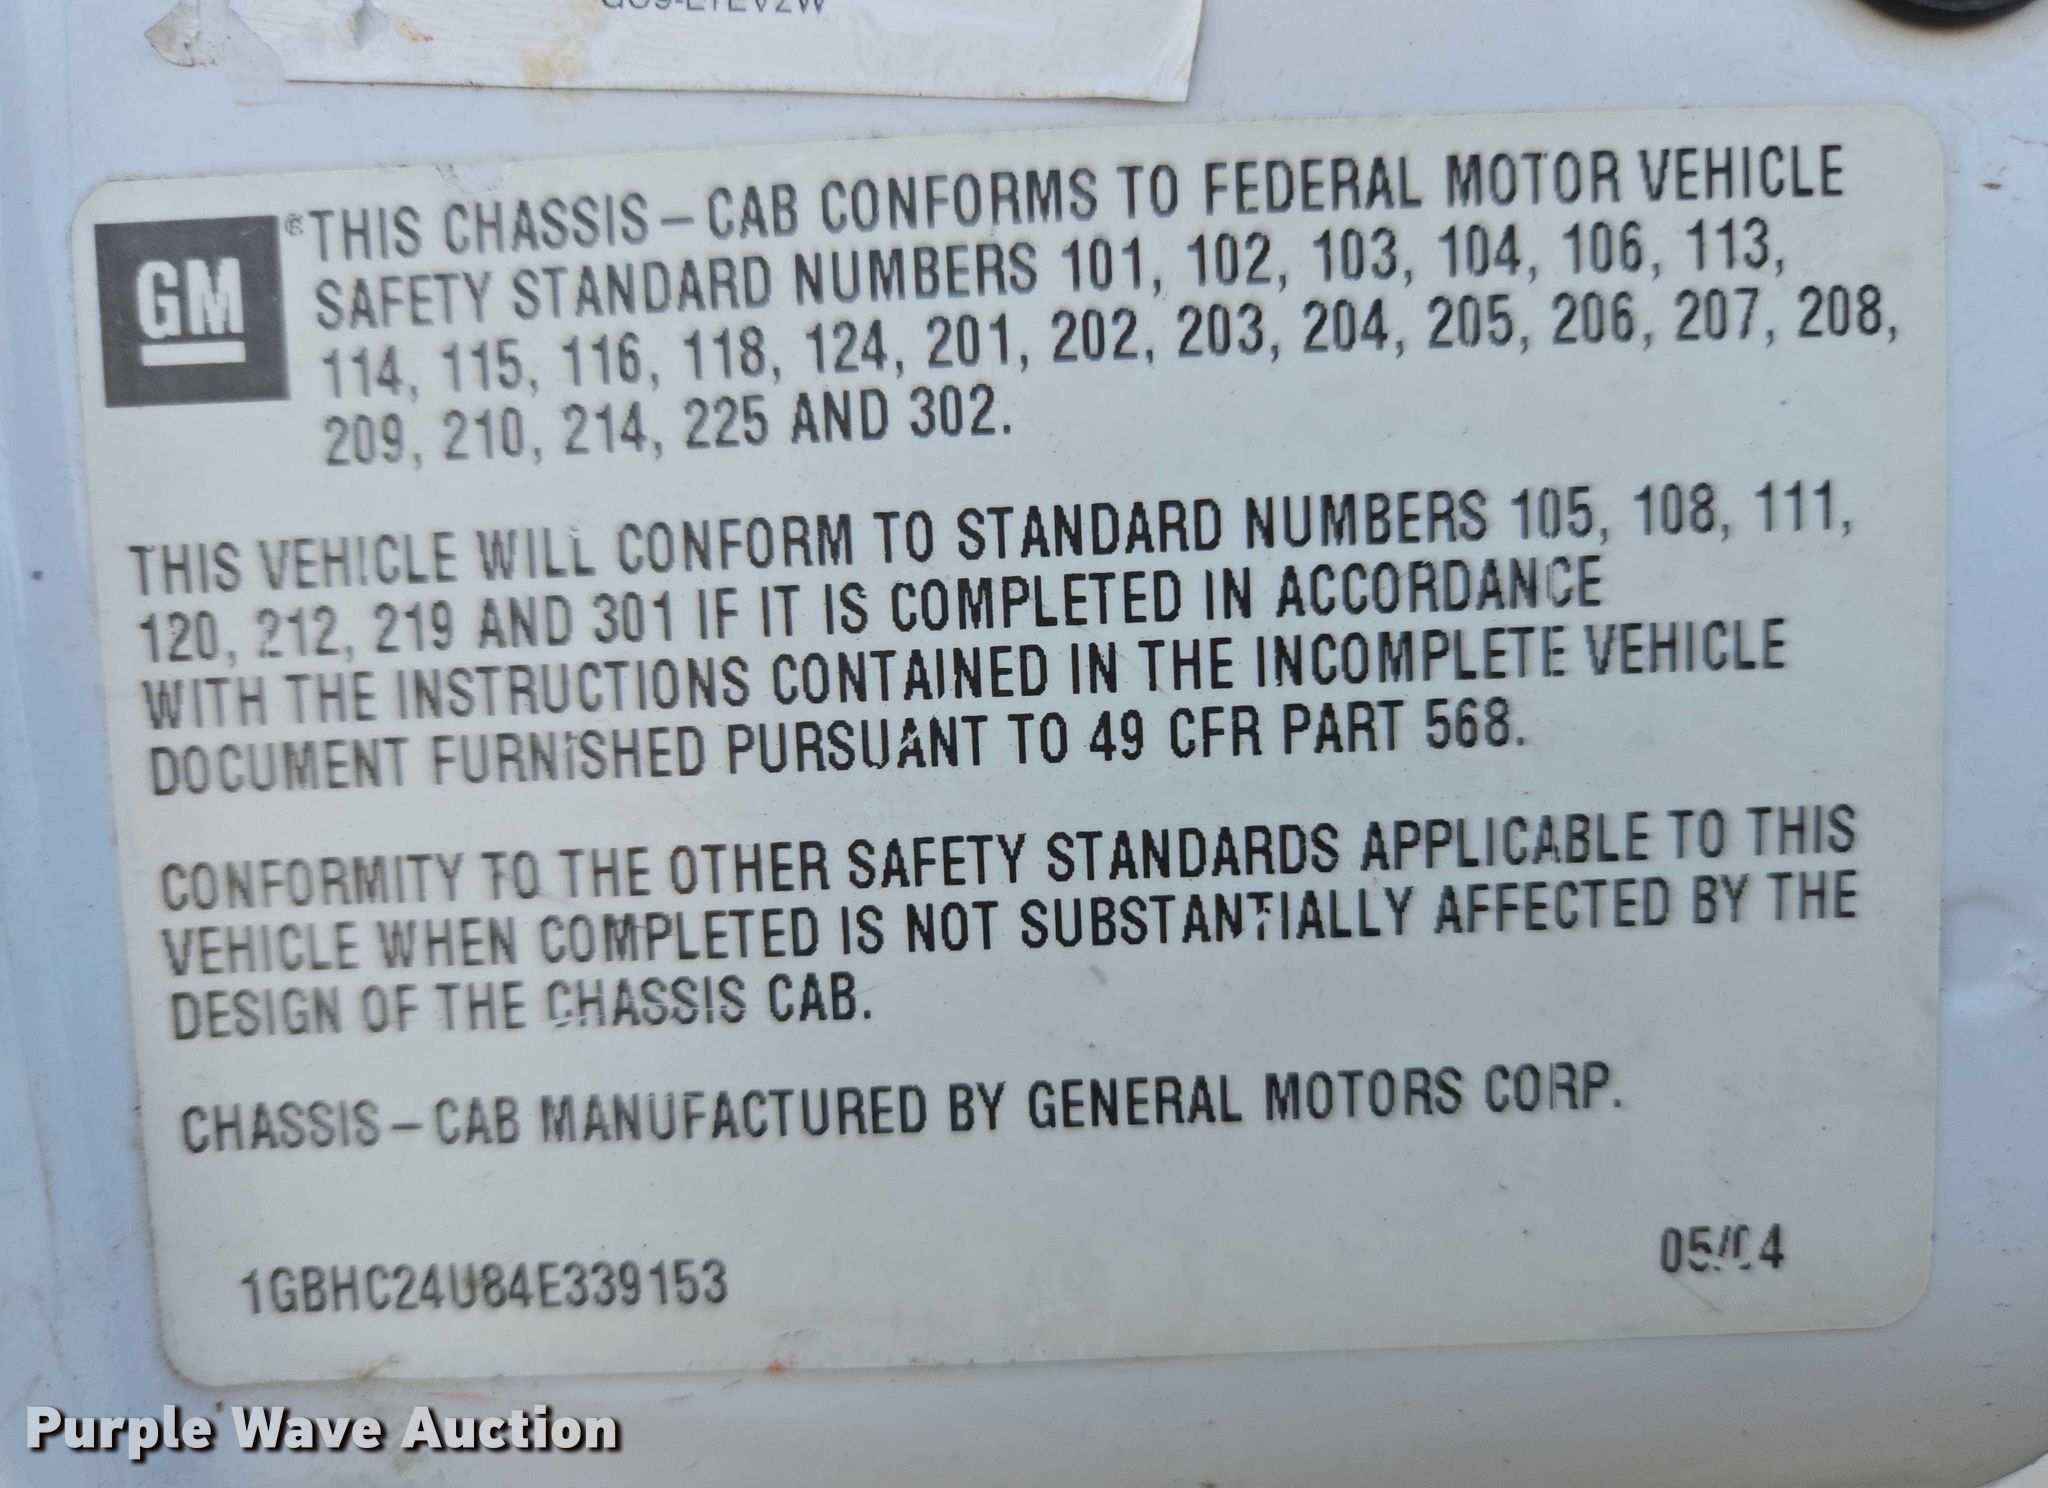 GM
® THIS CHASSIS – CAB CONFORMS TO FEDERAL MOTOR VEHICLE
SAFETY STANDARD NUMBERS 101, 102, 103, 104, 106, 113,
114, 115, 116, 118, 124, 201, 202, 203, 204, 205, 206, 207, 208,
209, 210, 214, 225 AND 302.
THIS VEHICLE WILL CONFORM TO STANDARD NUMBERS 105, 108, 111,
120, 212, 219 AND 301 IF IT IS COMPLETED IN ACCORDANCE
WITH THE INSTRUCTIONS CONTAINED IN THE INCOMPLETE VEHICLE
DOCUMENT FURNISHED PURSUANT TO 49 CFR PART 568.
CONFORMITY TO THE OTHER SAFETY STANDARDS APPLICABLE TO THIS
VEHICLE WHEN COMPLETED IS NOT SUBSTANTIALLY AFFECTED BY THE
DESIGN OF THE CHASSIS CAB.
CHASSIS – CAB MANUFACTURED BY GENERAL MOTORS CORP.
1GBHC24U84E339153
05/04
Purple Wave Auction